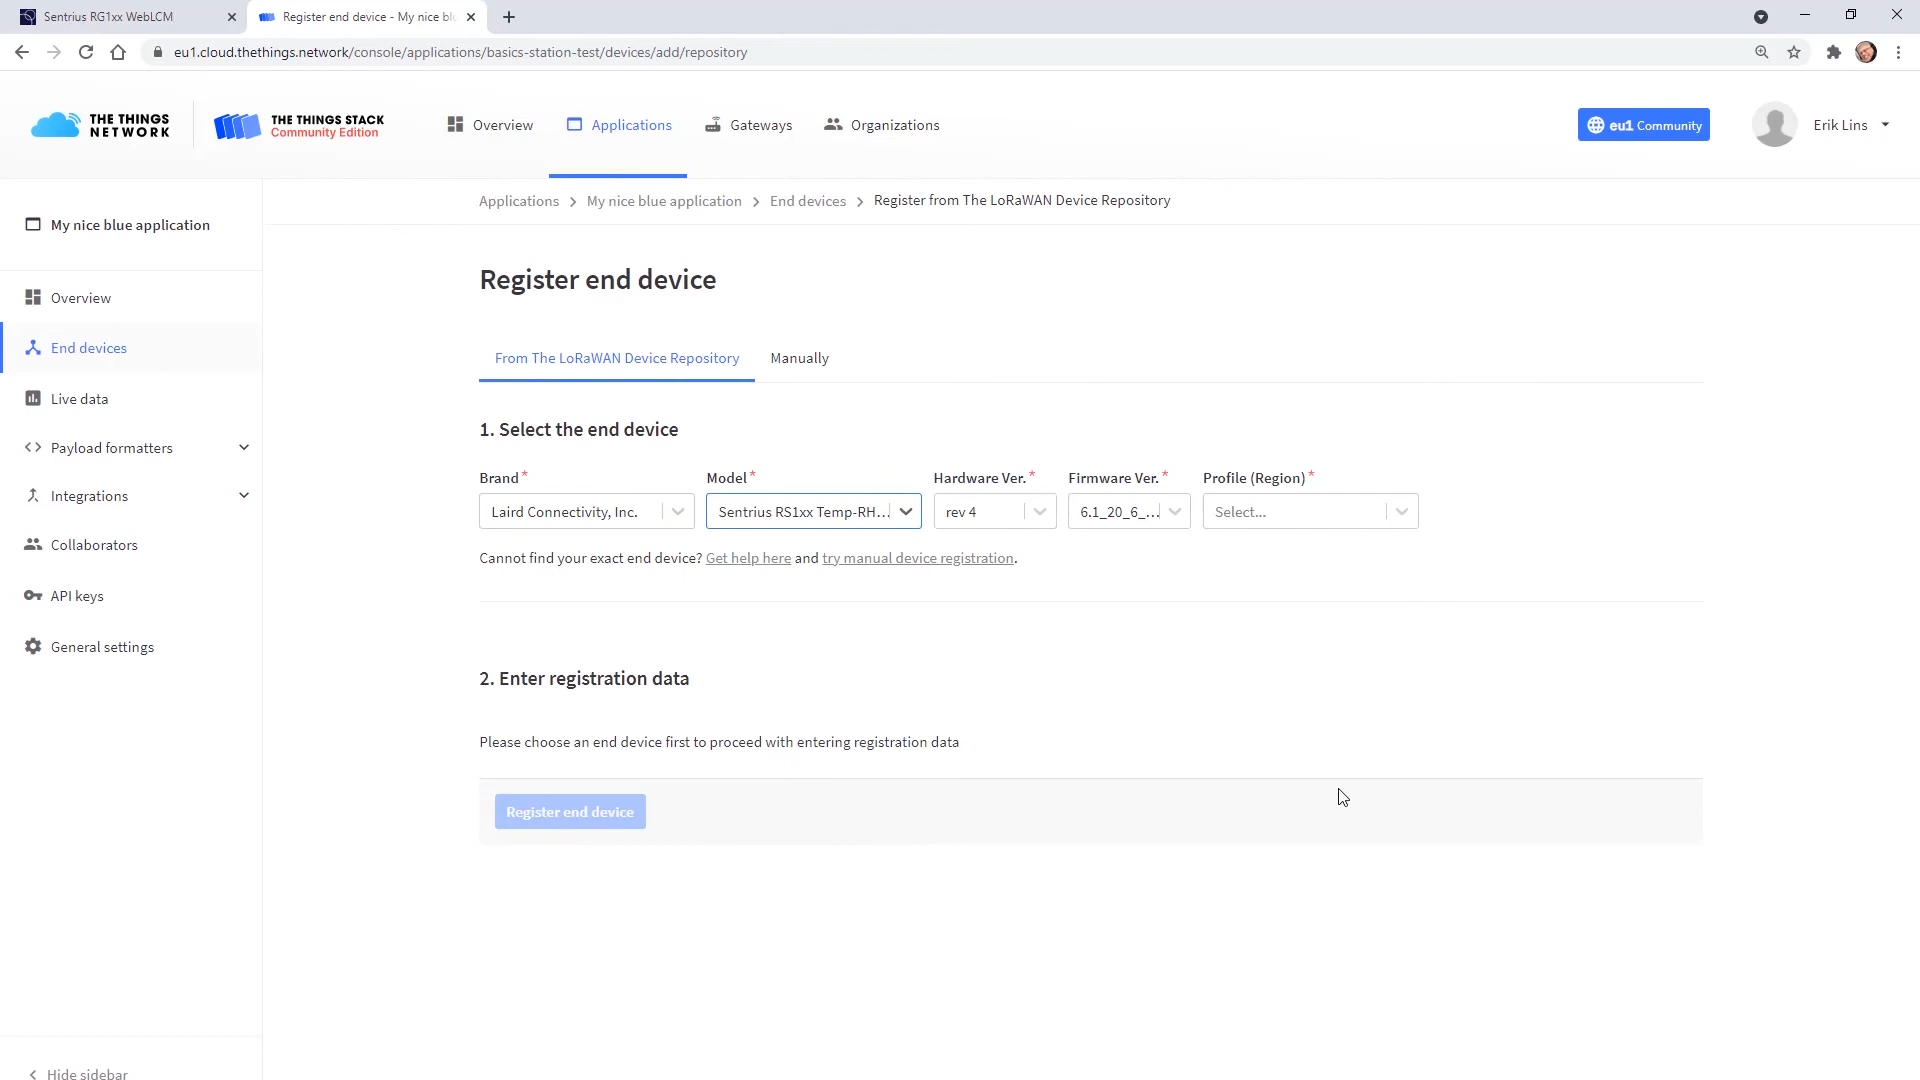 Sentrius RG1xx WebLCM
Register end device - My nice blu
eu1.cloud.thethings.network/console/applications/basics-station-test/devices/add/repository
THE THINGS
NETWORK
THE THINGS STACK
Community Edition
Overview
Applications
Gateways
Organizations
eu1 Community
Erik Lins
My nice blue application
Overview
End devices
Live data
Payload formatters
Integrations
Collaborators
API keys
General settings
Hide sidebar
Applications > My nice blue application > End devices > Register from The LoRaWAN Device Repository
Register end device
From The LoRaWAN Device Repository
Manually
1. Select the end device
Brand*
Model*
Hardware Ver.*
Firmware Ver.*
Profile (Region)*
Laird Connectivity, Inc.
Sentrius RS1xx Temp-RH...
rev 4
6.1_20_6_...
Select...
Cannot find your exact end device? Get help here and try manual device registration.
2. Enter registration data
Please choose an end device first to proceed with entering registration data
Register end device